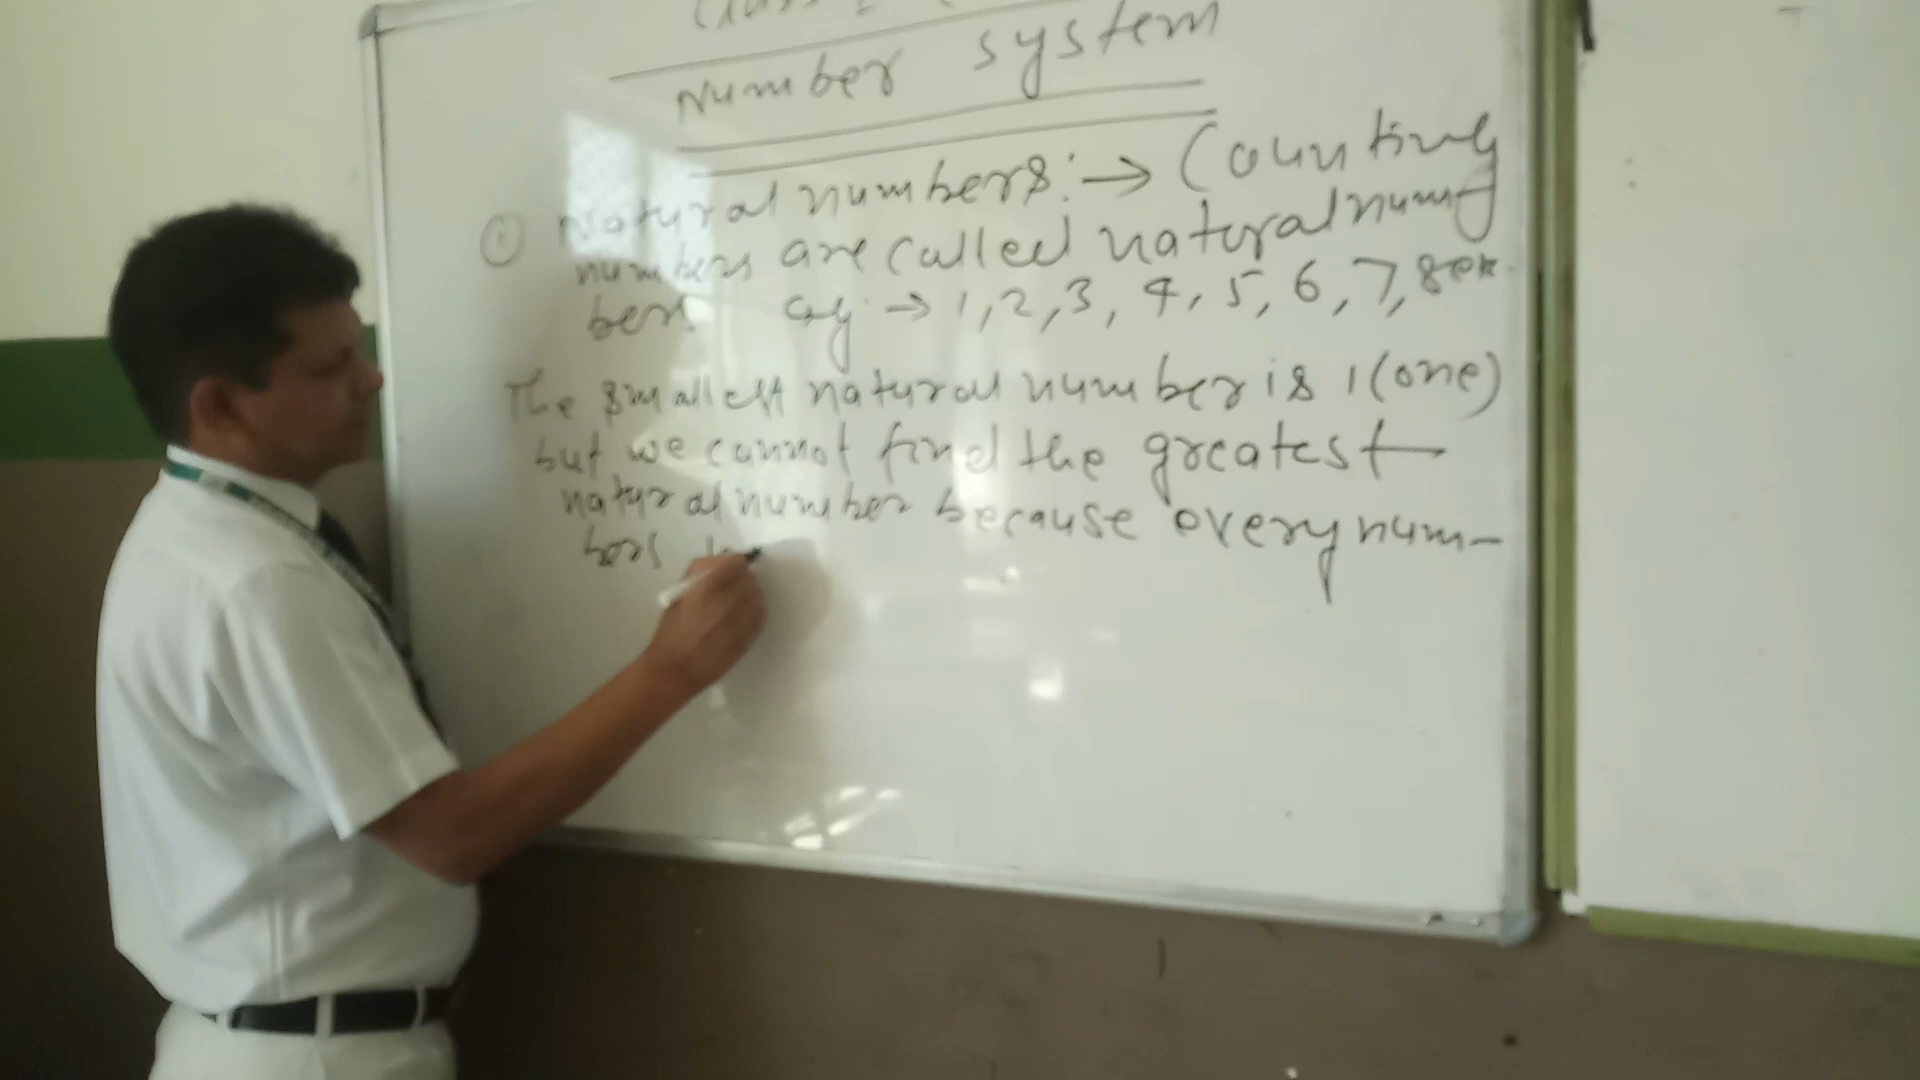 Class
Number system
① Natural numbers :→ Counting
numbers are called natural num-
bers eg → 1, 2, 3, 4, 5, 6, 7, 8 etc
The smallest natural number is 1 (one)
but we cannot find the greatest
natural number because every num-
bers